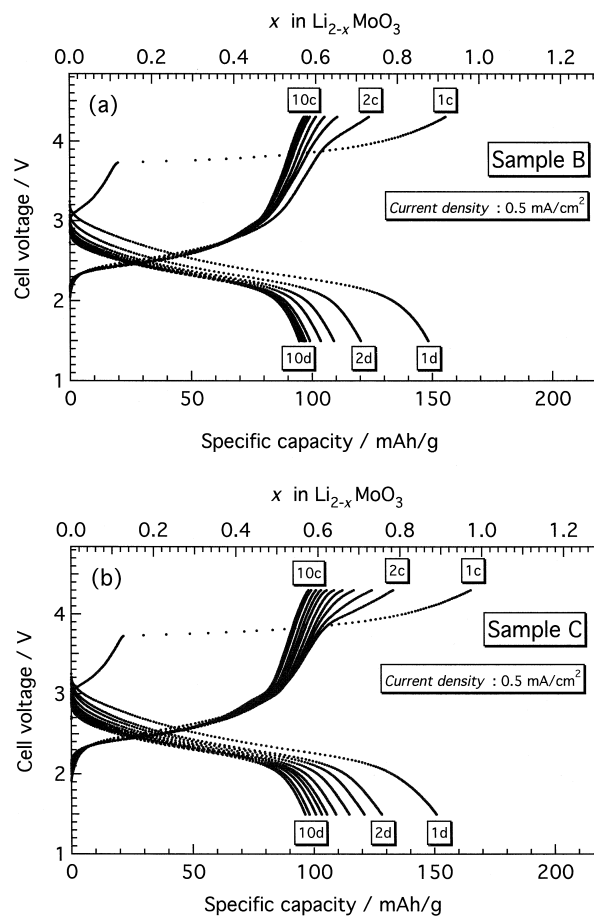 x in Li2-xMoO3
0.0 0.2 0.4 0.6 0.8 1.0 1.2
(a)
10c 2c 1c
Sample B
Current density : 0.5 mA/cm2
Cell voltage / V
4
3
2
1
10d 2d 1d
0 50 100 150 200
Specific capacity / mAh/g
x in Li2-xMoO3
0.0 0.2 0.4 0.6 0.8 1.0 1.2
(b)
10c 2c 1c
Sample C
Current density : 0.5 mA/cm2
Cell voltage / V
4
3
2
1
10d 2d 1d
0 50 100 150 200
Specific capacity / mAh/g